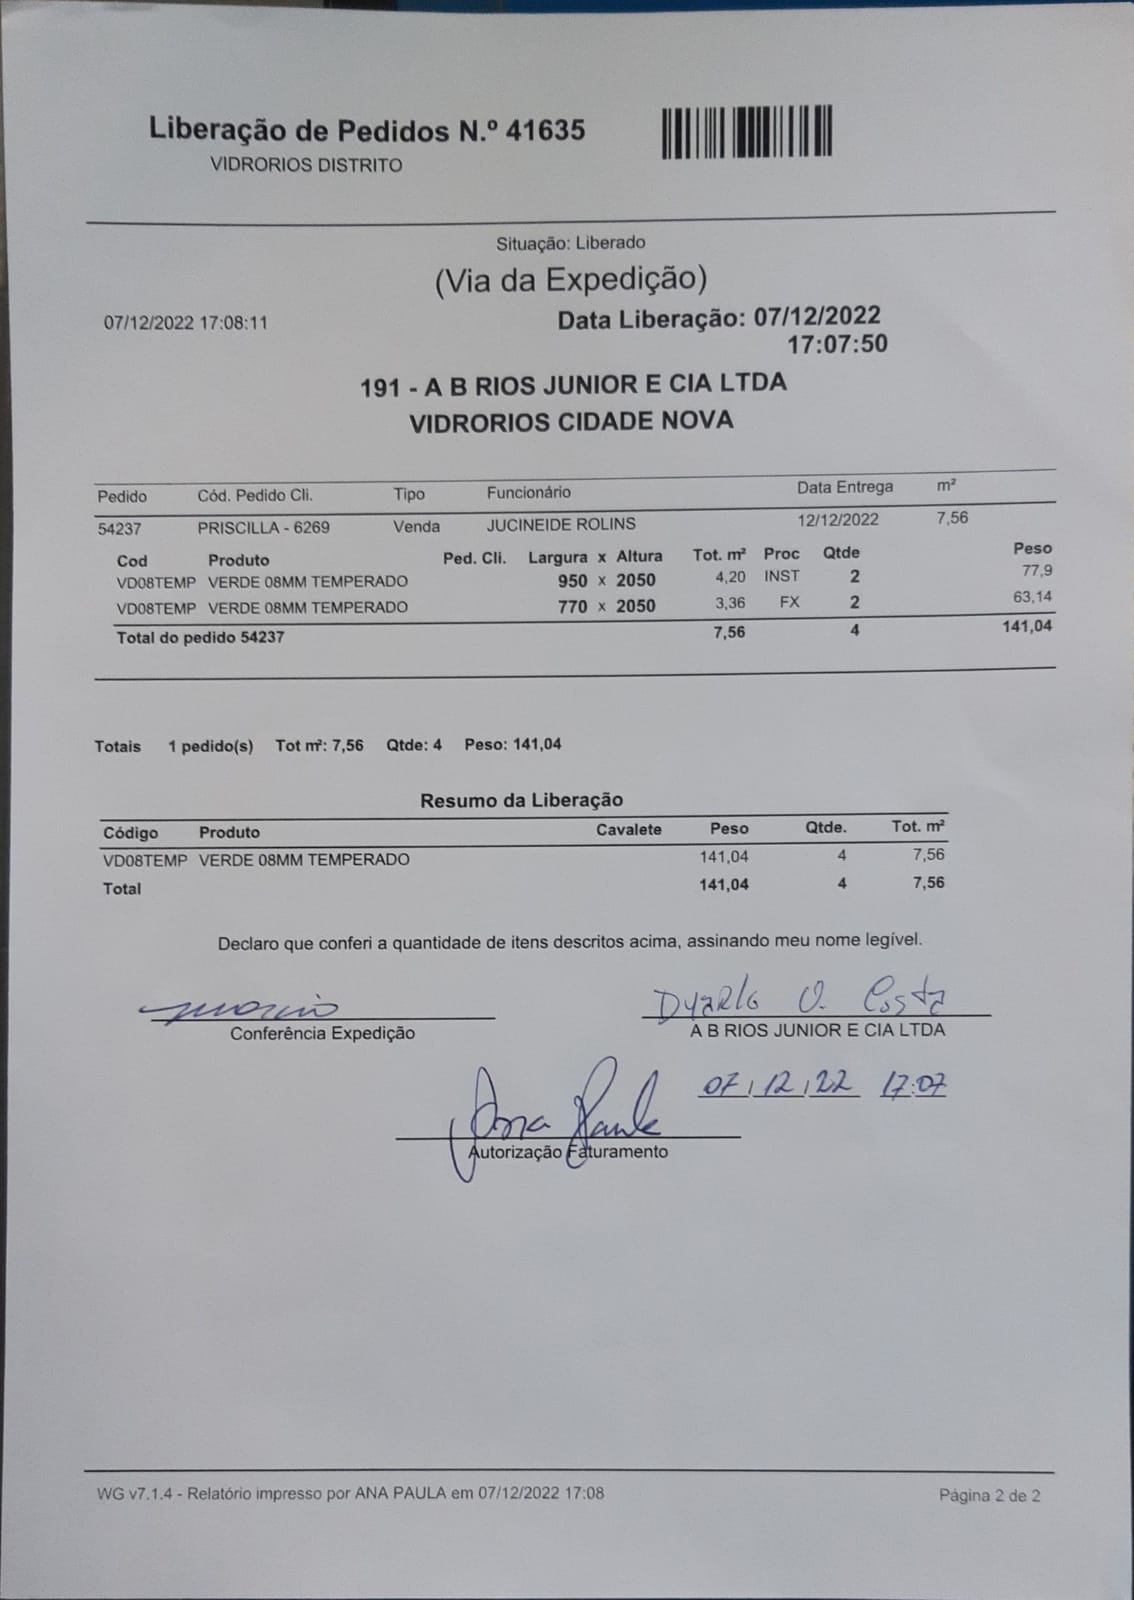 Liberação de Pedidos N.º 41635
VIDRORIOS DISTRITO
Situação: Liberado
(Via da Expedição)
07/12/2022 17:08:11 Data Liberação: 07/12/2022
17:07:50
191 - A B RIOS JUNIOR E CIA LTDA
VIDRORIOS CIDADE NOVA
Pedido Cód. Pedido Cli. Tipo Funcionário Data Entrega m²
54237 PRISCILLA - 6269 Venda JUCINEIDE ROLINS 12/12/2022 7,56
Cod Produto Ped. Cli. Largura x Altura Tot. m² Proc Qtde Peso
VD08TEMP VERDE 08MM TEMPERADO 950 x 2050 4,20 INST 2 77,9
VD08TEMP VERDE 08MM TEMPERADO 770 x 2050 3,36 FX 2 63,14
Total do pedido 54237 7,56 4 141,04
Totais 1 pedido(s) Tot m²: 7,56 Qtde: 4 Peso: 141,04
Resumo da Liberação
Código Produto Cavalete Peso Qtde. Tot. m²
VD08TEMP VERDE 08MM TEMPERADO 141,04 4 7,56
Total 141,04 4 7,56
Declaro que conferi a quantidade de itens descritos acima, assinando meu nome legível.
Dyarlo O. Costa
Conferência Expedição A B RIOS JUNIOR E CIA LTDA
07/12/22 17:07
Ana Paula
Autorização Faturamento
WG v7.1.4 - Relatório impresso por ANA PAULA em 07/12/2022 17:08 Página 2 de 2